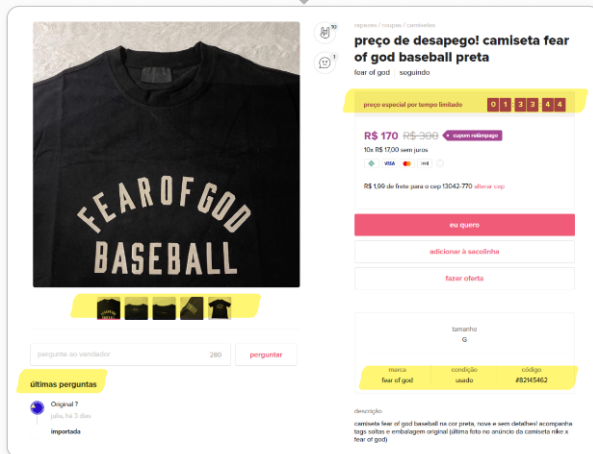 rapazes / roupas / camisetas
preço de desapego! camiseta fear
of god baseball preta
fear of god seguindo
10
1
preço especial por tempo limitado 0 1 : 3 3 : 4 4
R$ 170 R$ 300 cupom relâmpago
10x R$ 17,00 sem juros
VISA
R$ 1,99 de frete para o cep 13042-770 alterar cep
eu quero
adicionar à sacolinha
fazer oferta
FEAR OF GOD
BASEBALL
pergunte ao vendedor 280 perguntar
últimas perguntas
Original ?
julia, há 3 dias
importada
tamanho
G
marca condição código
fear of god usado #82145462
descrição
camiseta fear of god baseball na cor preta, nova e sem detalhes! acompanha
tags soltas e embalagem original (última foto no anúncio da camiseta nike x
fear of god)